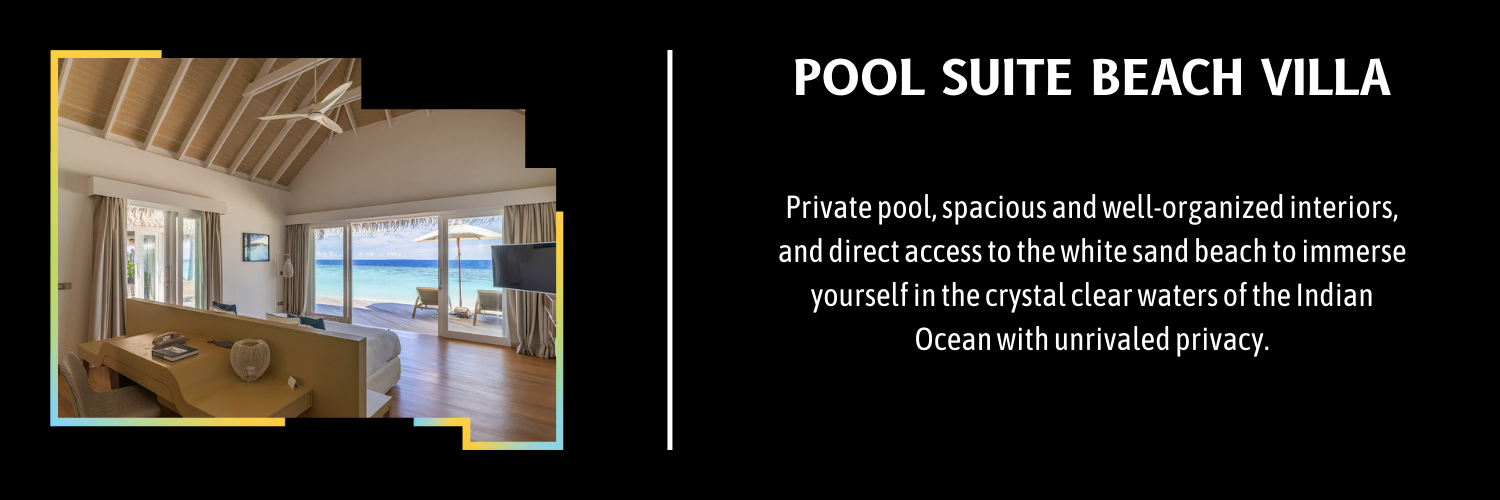 POOL SUITE BEACH VILLA
Private pool, spacious and well-organized interiors,
and direct access to the white sand beach to immerse
yourself in the crystal clear waters of the Indian
Ocean with unrivaled privacy.